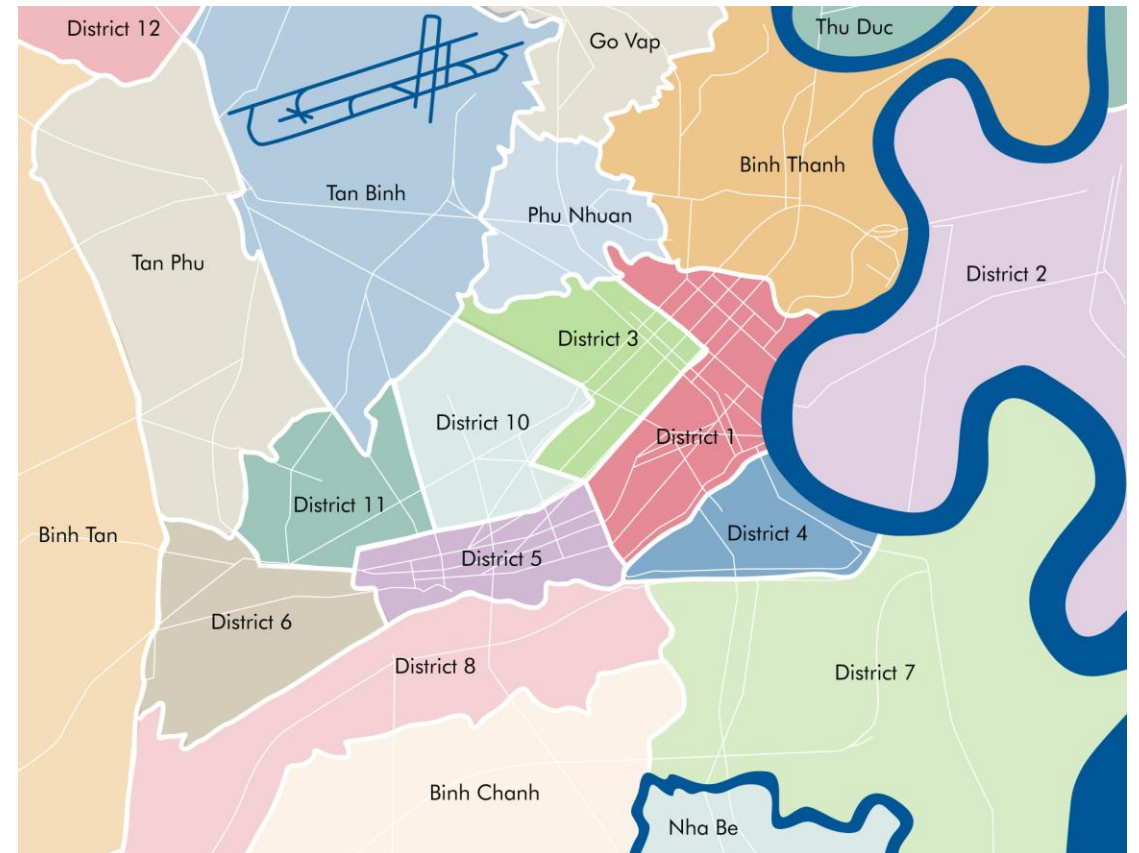 District 12
Go Vap
Thu Duc
Binh Thanh
Tan Binh
Phu Nhuan
Tan Phu
District 2
District 3
District 10
District 1
District 11
Binh Tan
District 4
District 5
District 6
District 8
District 7
Binh Chanh
Nha Be